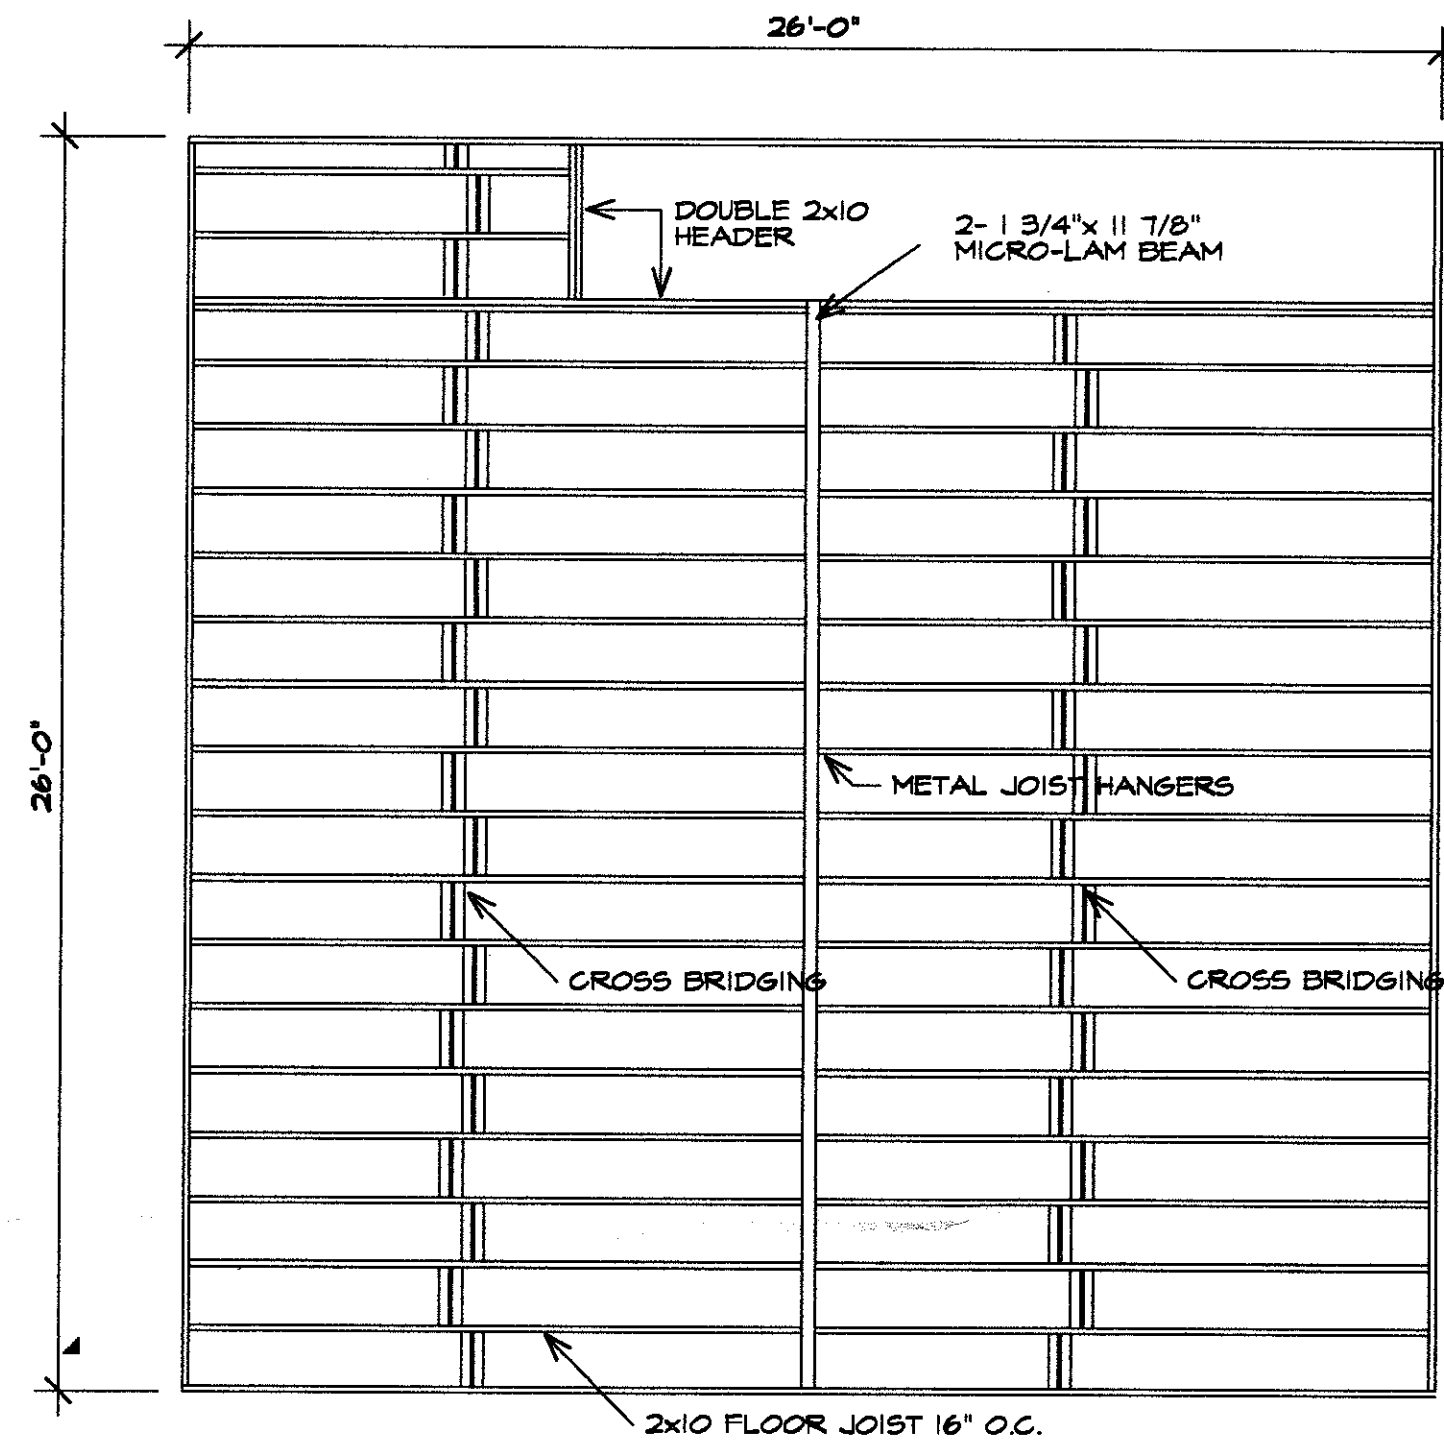 26'-0"
DOUBLE 2x10
HEADER
2- 1 3/4"x 11 7/8"
MICRO-LAM BEAM
26'-0"
METAL JOIST HANGERS
CROSS BRIDGING
CROSS BRIDGING
2x10 FLOOR JOIST 16" O.C.